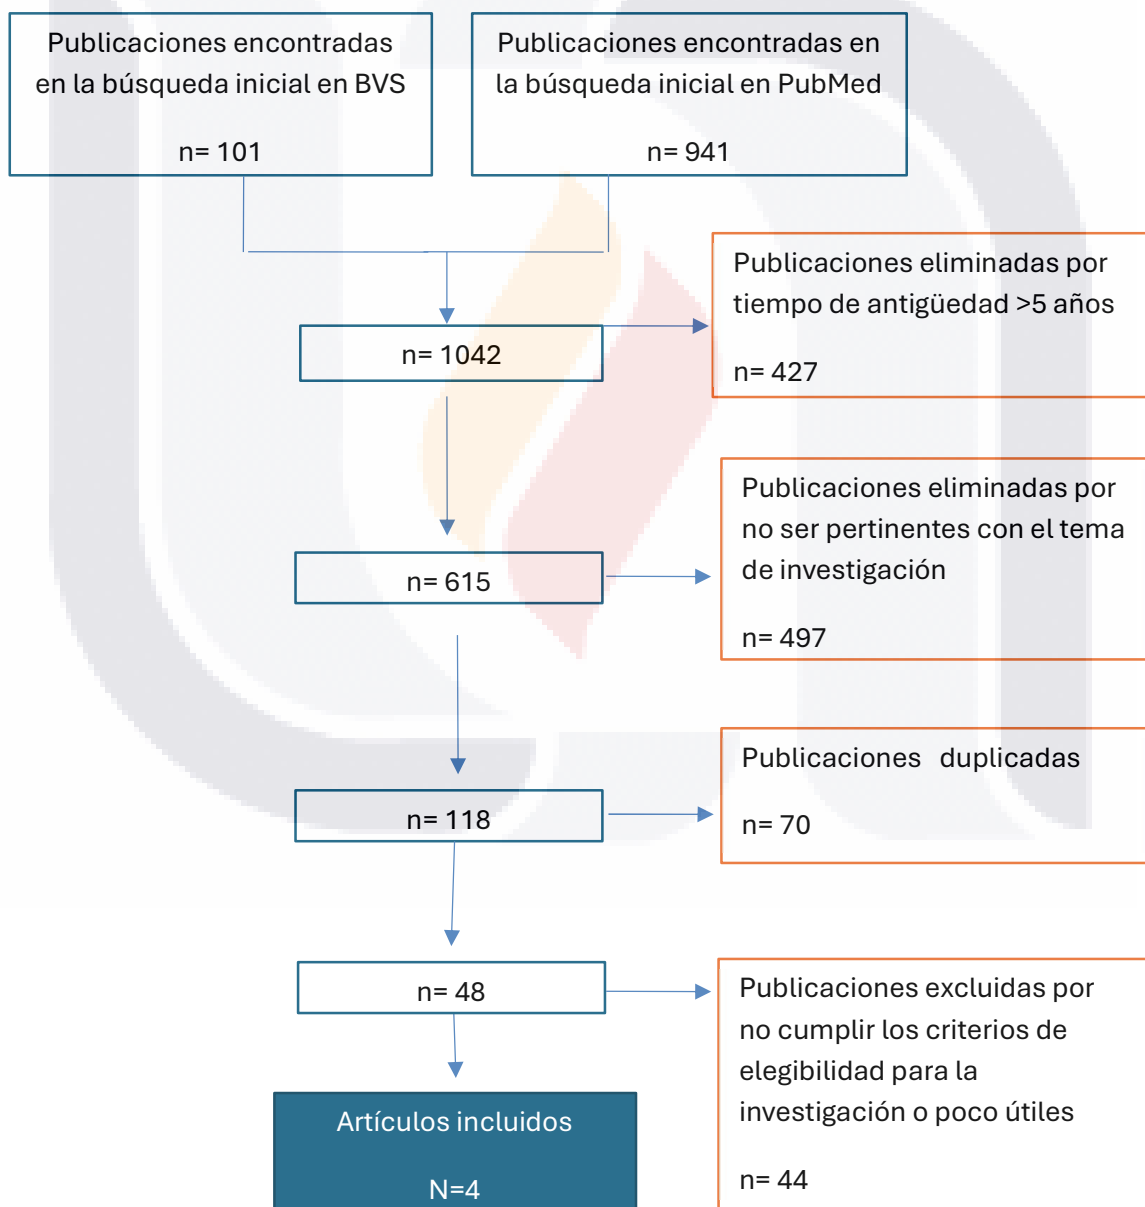 Publicaciones encontradas
en la búsqueda inicial en BVS
n= 101
Publicaciones encontradas en
la búsqueda inicial en PubMed
n= 941
n= 1042
Publicaciones eliminadas por
tiempo de antigüedad >5 años
n= 427
n= 615
Publicaciones eliminadas por
no ser pertinentes con el tema
de investigación
n= 497
n= 118
Publicaciones duplicadas
n= 70
n= 48
Publicaciones excluidas por
no cumplir los criterios de
elegibilidad para la
investigación o poco útiles
n= 44
Artículos incluidos
N=4